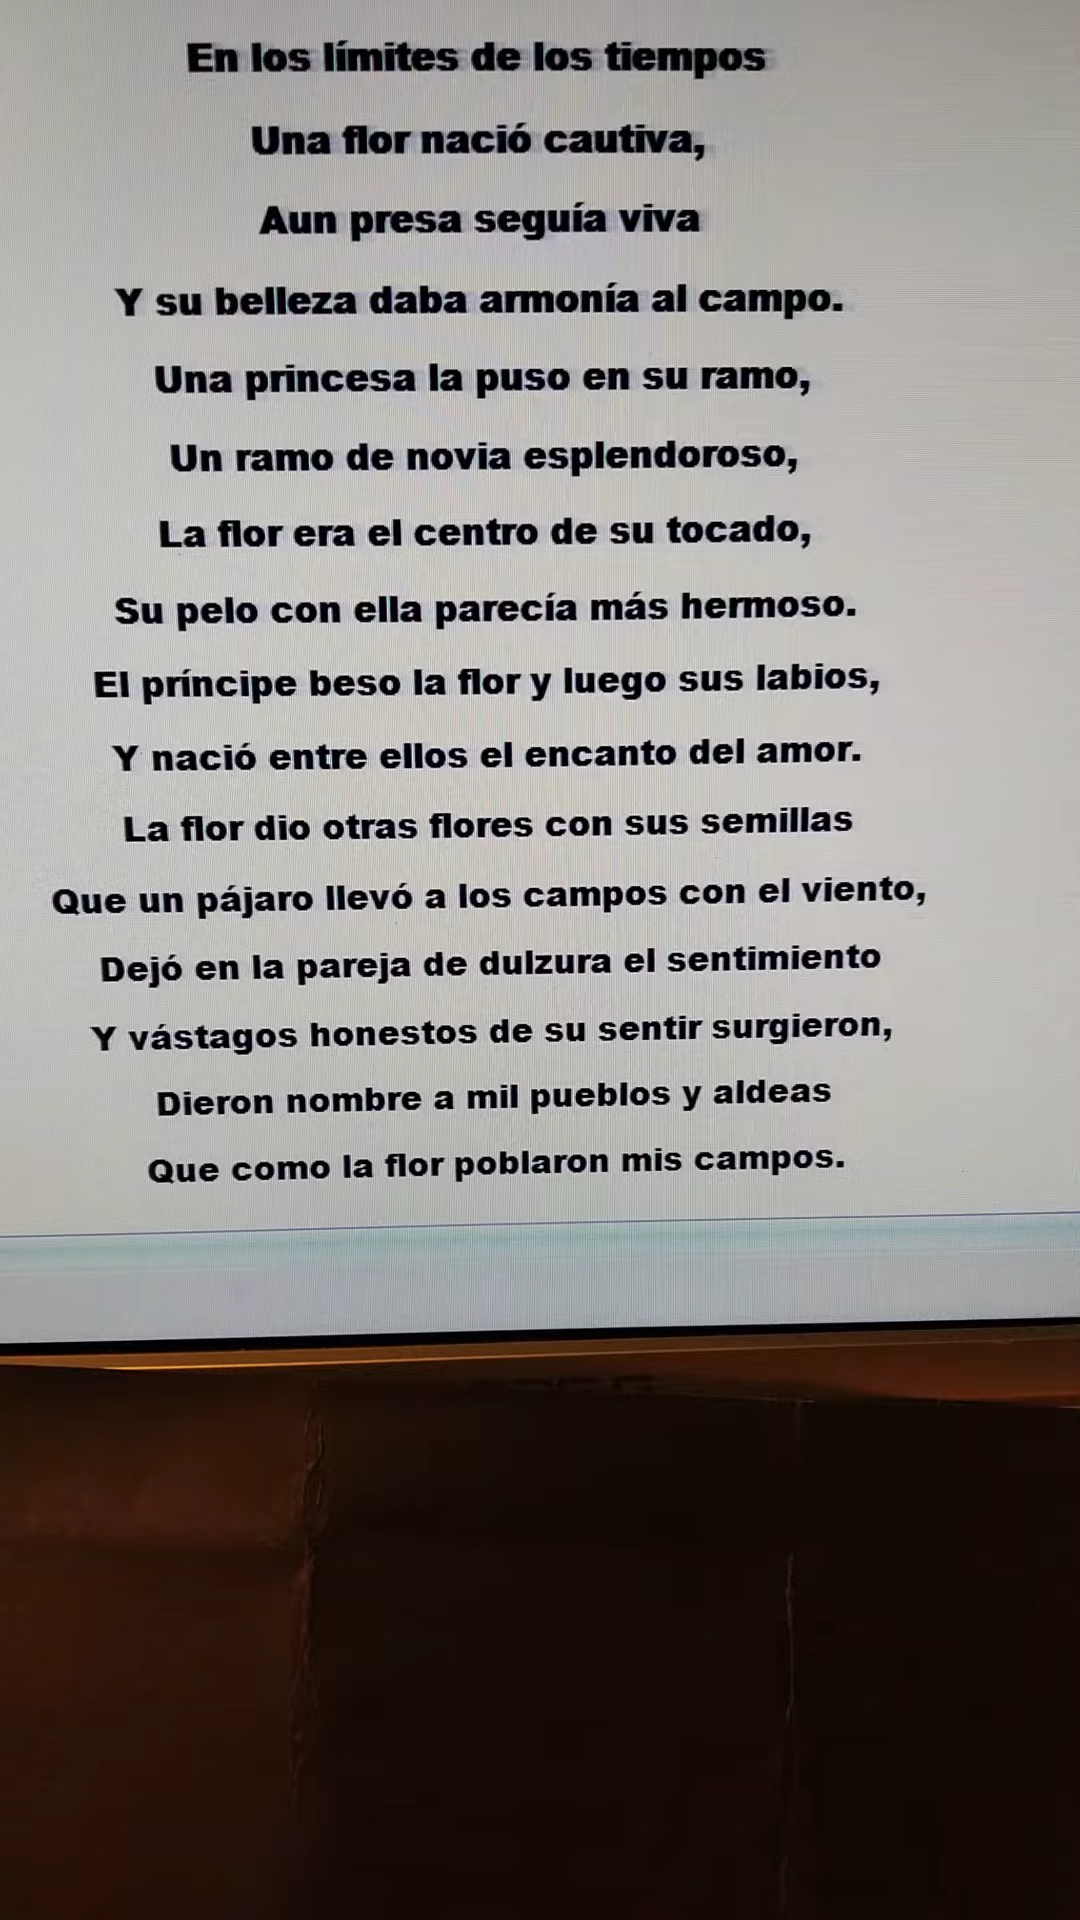 En los límites de los tiempos
Una flor nació cautiva,
Aun presa seguía viva
Y su belleza daba armonía al campo.
Una princesa la puso en su ramo,
Un ramo de novia esplendoroso,
La flor era el centro de su tocado,
Su pelo con ella parecía más hermoso.
El príncipe beso la flor y luego sus labios,
Y nació entre ellos el encanto del amor.
La flor dio otras flores con sus semillas
Que un pájaro llevó a los campos con el viento,
Dejó en la pareja de dulzura el sentimiento
Y vástagos honestos de su sentir surgieron,
Dieron nombre a mil pueblos y aldeas
Que como la flor poblaron mis campos.